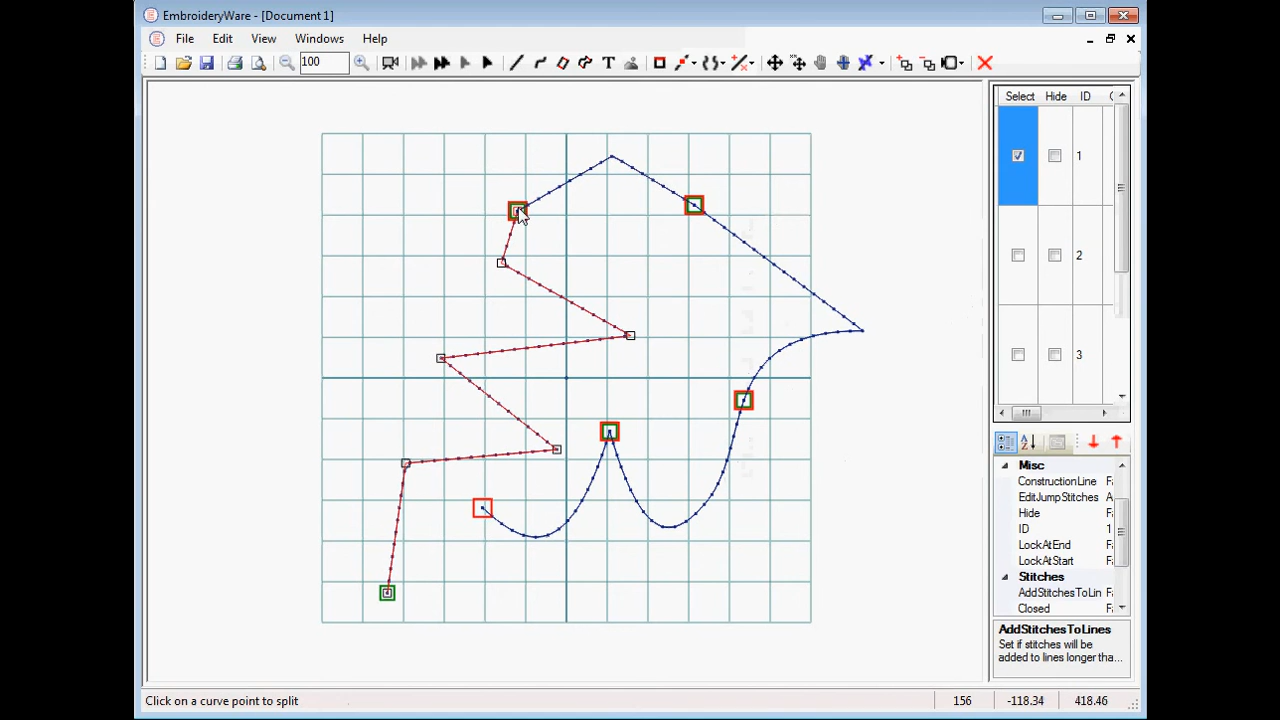 EmbroideryWare - [Document 1]
File Edit View Windows Help
100
Select Hide ID
1
2
3
Misc
ConstructionLine
EditJumpStitches
Hide
ID 1
LockAtEnd
LockAtStart
Stitches
AddStitchesToLin
Closed
AddStitchesToLines
Set if stitches will be
added to lines longer tha...
Click on a curve point to split 156 -118.34 418.46